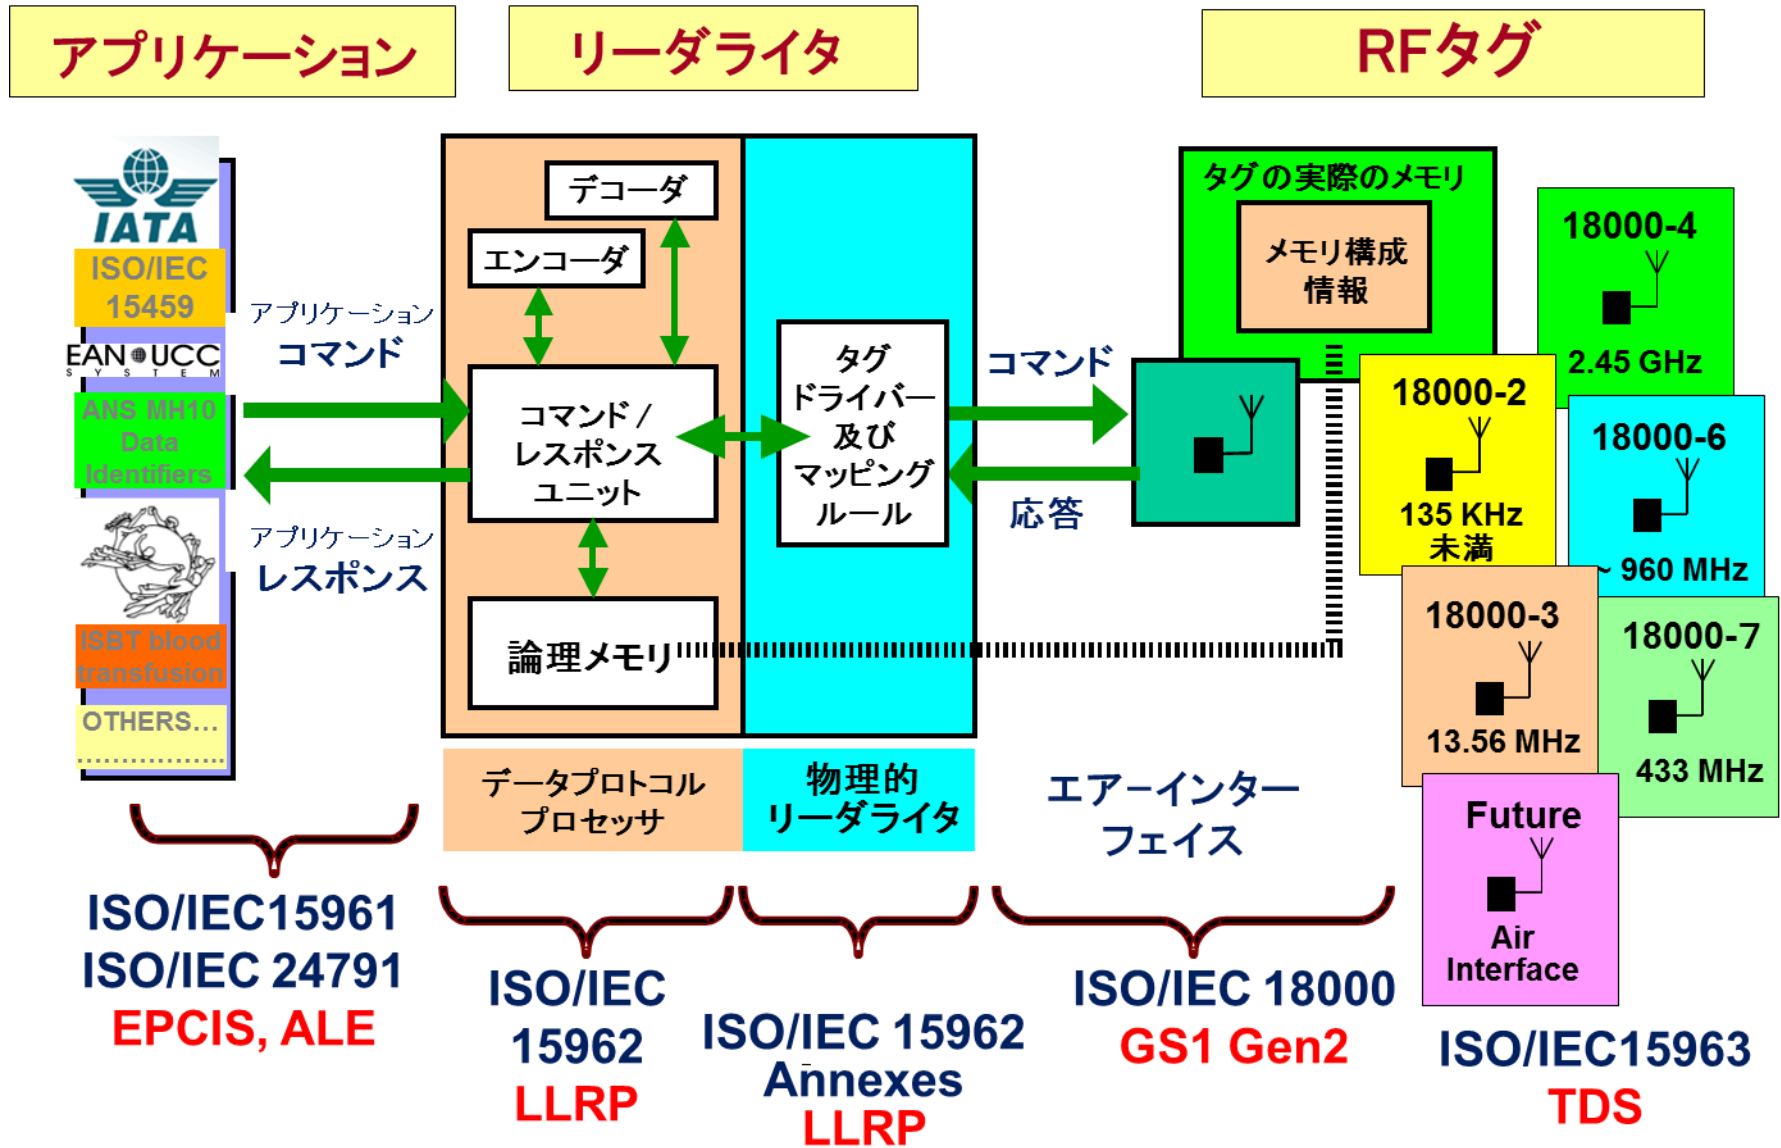 アプリケーション
リーダライタ
RFタグ
IATA
ISO/IEC
15459
EAN UCC
SYSTEM
ANS MH10
Data
Identifiers
ISBT blood
transfusion
OTHERS…
………………
アプリケーション
コマンド
アプリケーション
レスポンス
デコーダ
エンコーダ
コマンド /
レスポンス
ユニット
論理メモリ
タグ
ドライバー
及び
マッピング
ルール
データプロトコル
プロセッサ
物理的
リーダライタ
コマンド
応答
エアーインター
フェイス
タグの実際のメモリ
メモリ構成
情報
18000-4
2.45 GHz
18000-2
135 KHz
未満
18000-6
~ 960 MHz
18000-3
13.56 MHz
18000-7
433 MHz
Future
Air
Interface
ISO/IEC15961
ISO/IEC 24791
EPCIS, ALE
ISO/IEC
15962
LLRP
ISO/IEC 15962
Annexes
LLRP
ISO/IEC 18000
GS1 Gen2
ISO/IEC15963
TDS